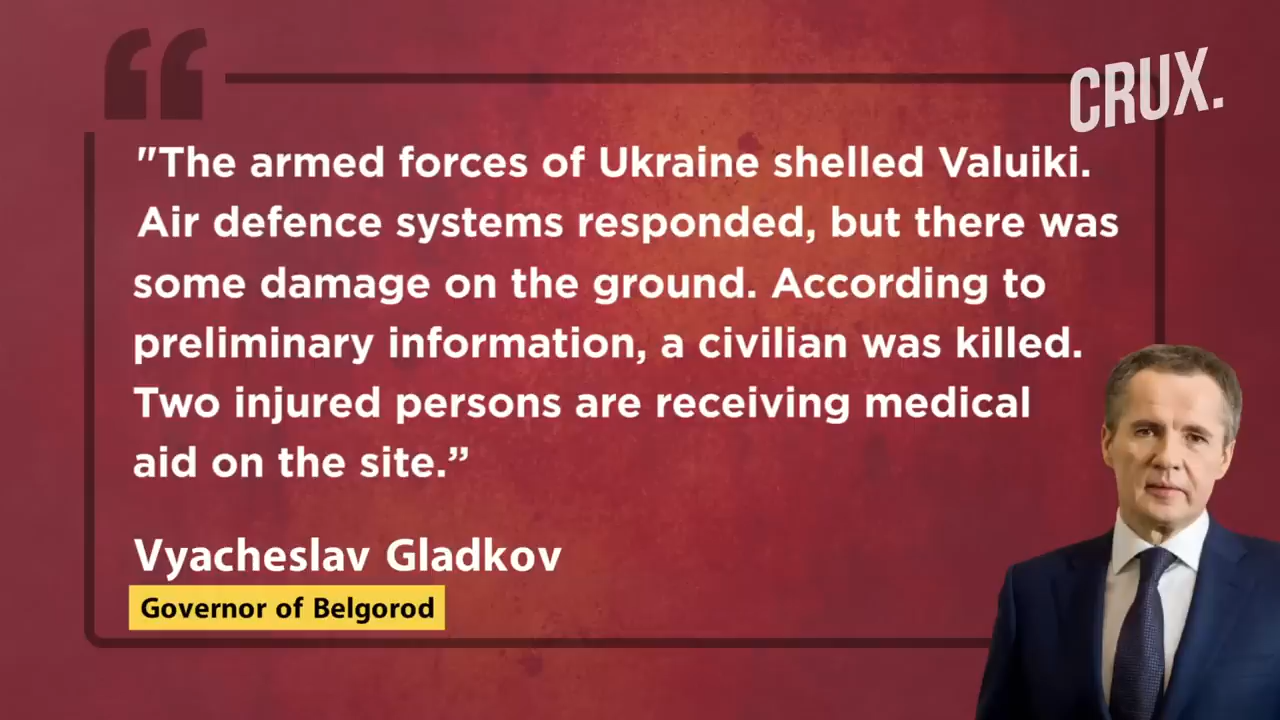 CRUX.
"The armed forces of Ukraine shelled Valuiki.
Air defence systems responded, but there was
some damage on the ground. According to
preliminary information, a civilian was killed.
Two injured persons are receiving medical
aid on the site.”
Vyacheslav Gladkov
Governor of Belgorod